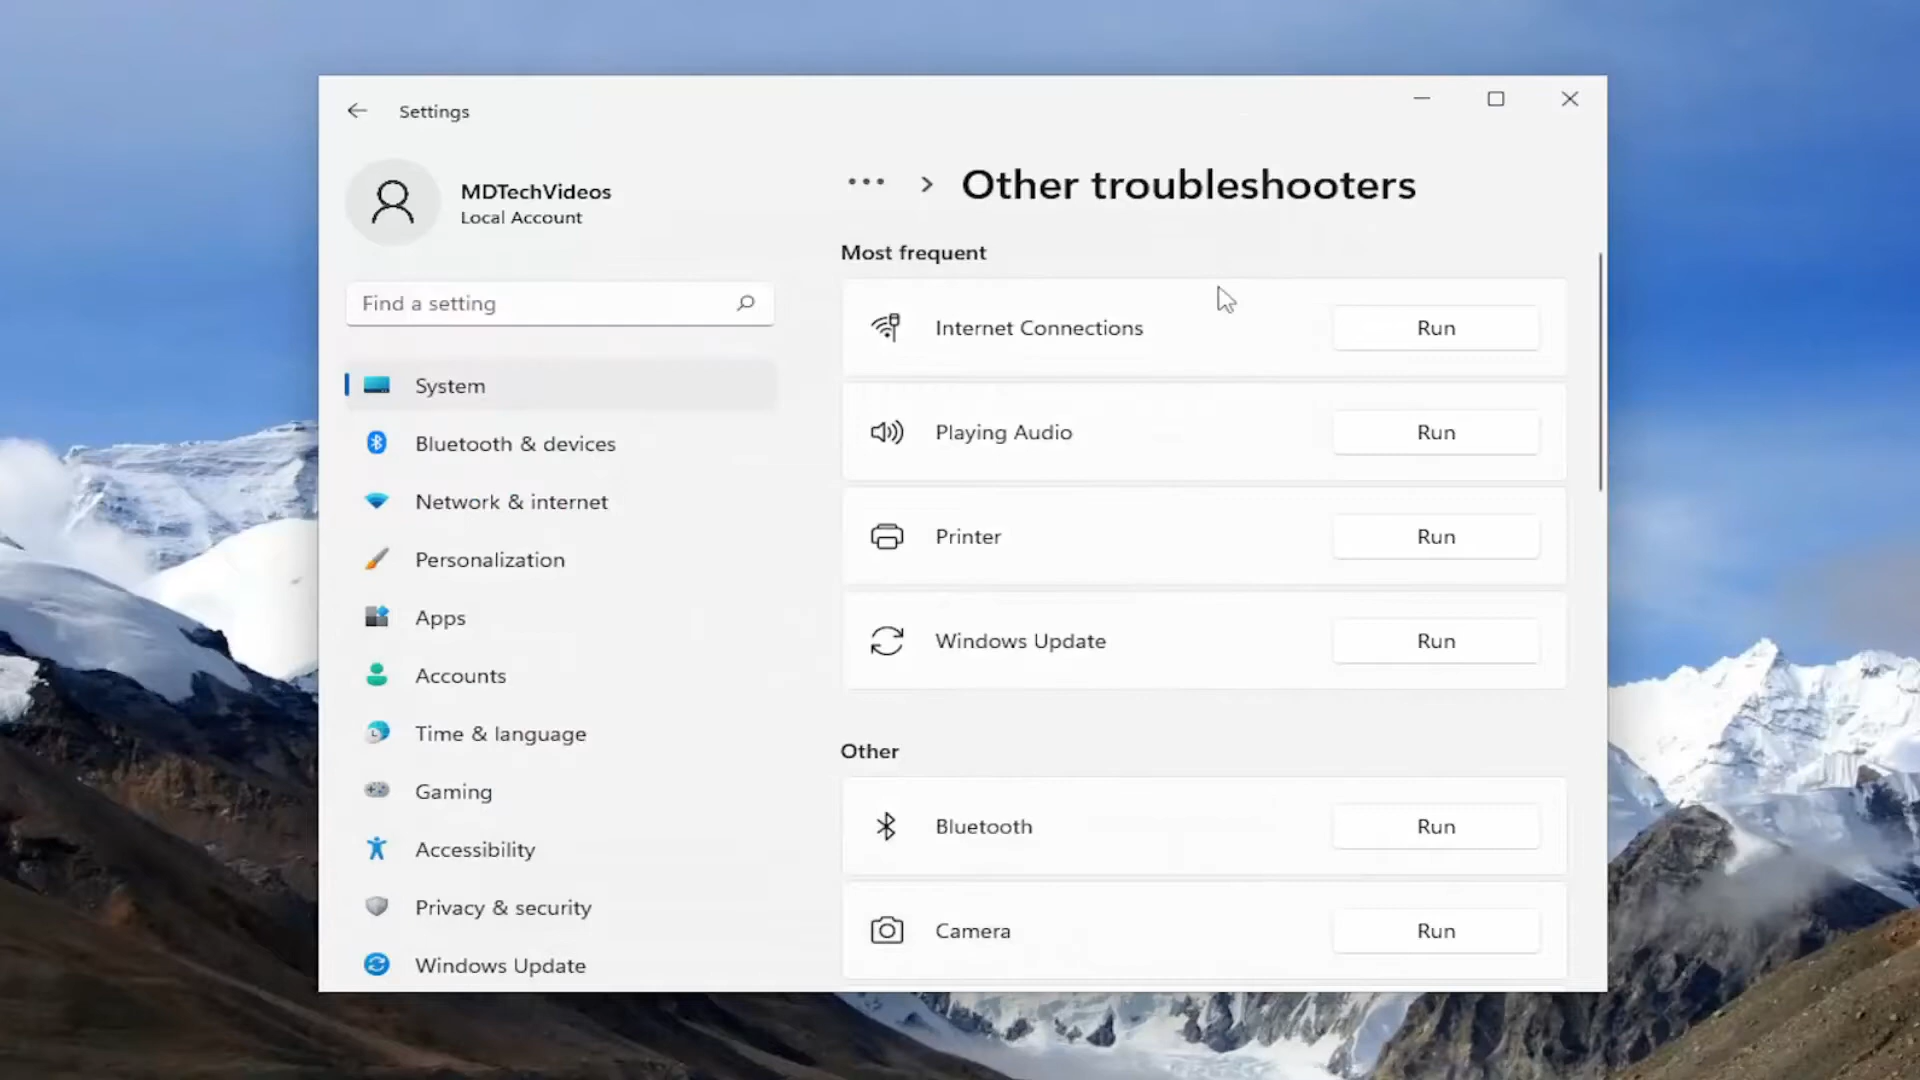 Settings
MDTechVideos
Local Account
Find a setting
System
Bluetooth & devices
Network & internet
Personalization
Apps
Accounts
Time & language
Gaming
Accessibility
Privacy & security
Windows Update
... > Other troubleshooters
Most frequent
Internet Connections Run
Playing Audio Run
Printer Run
Windows Update Run
Other
Bluetooth Run
Camera Run